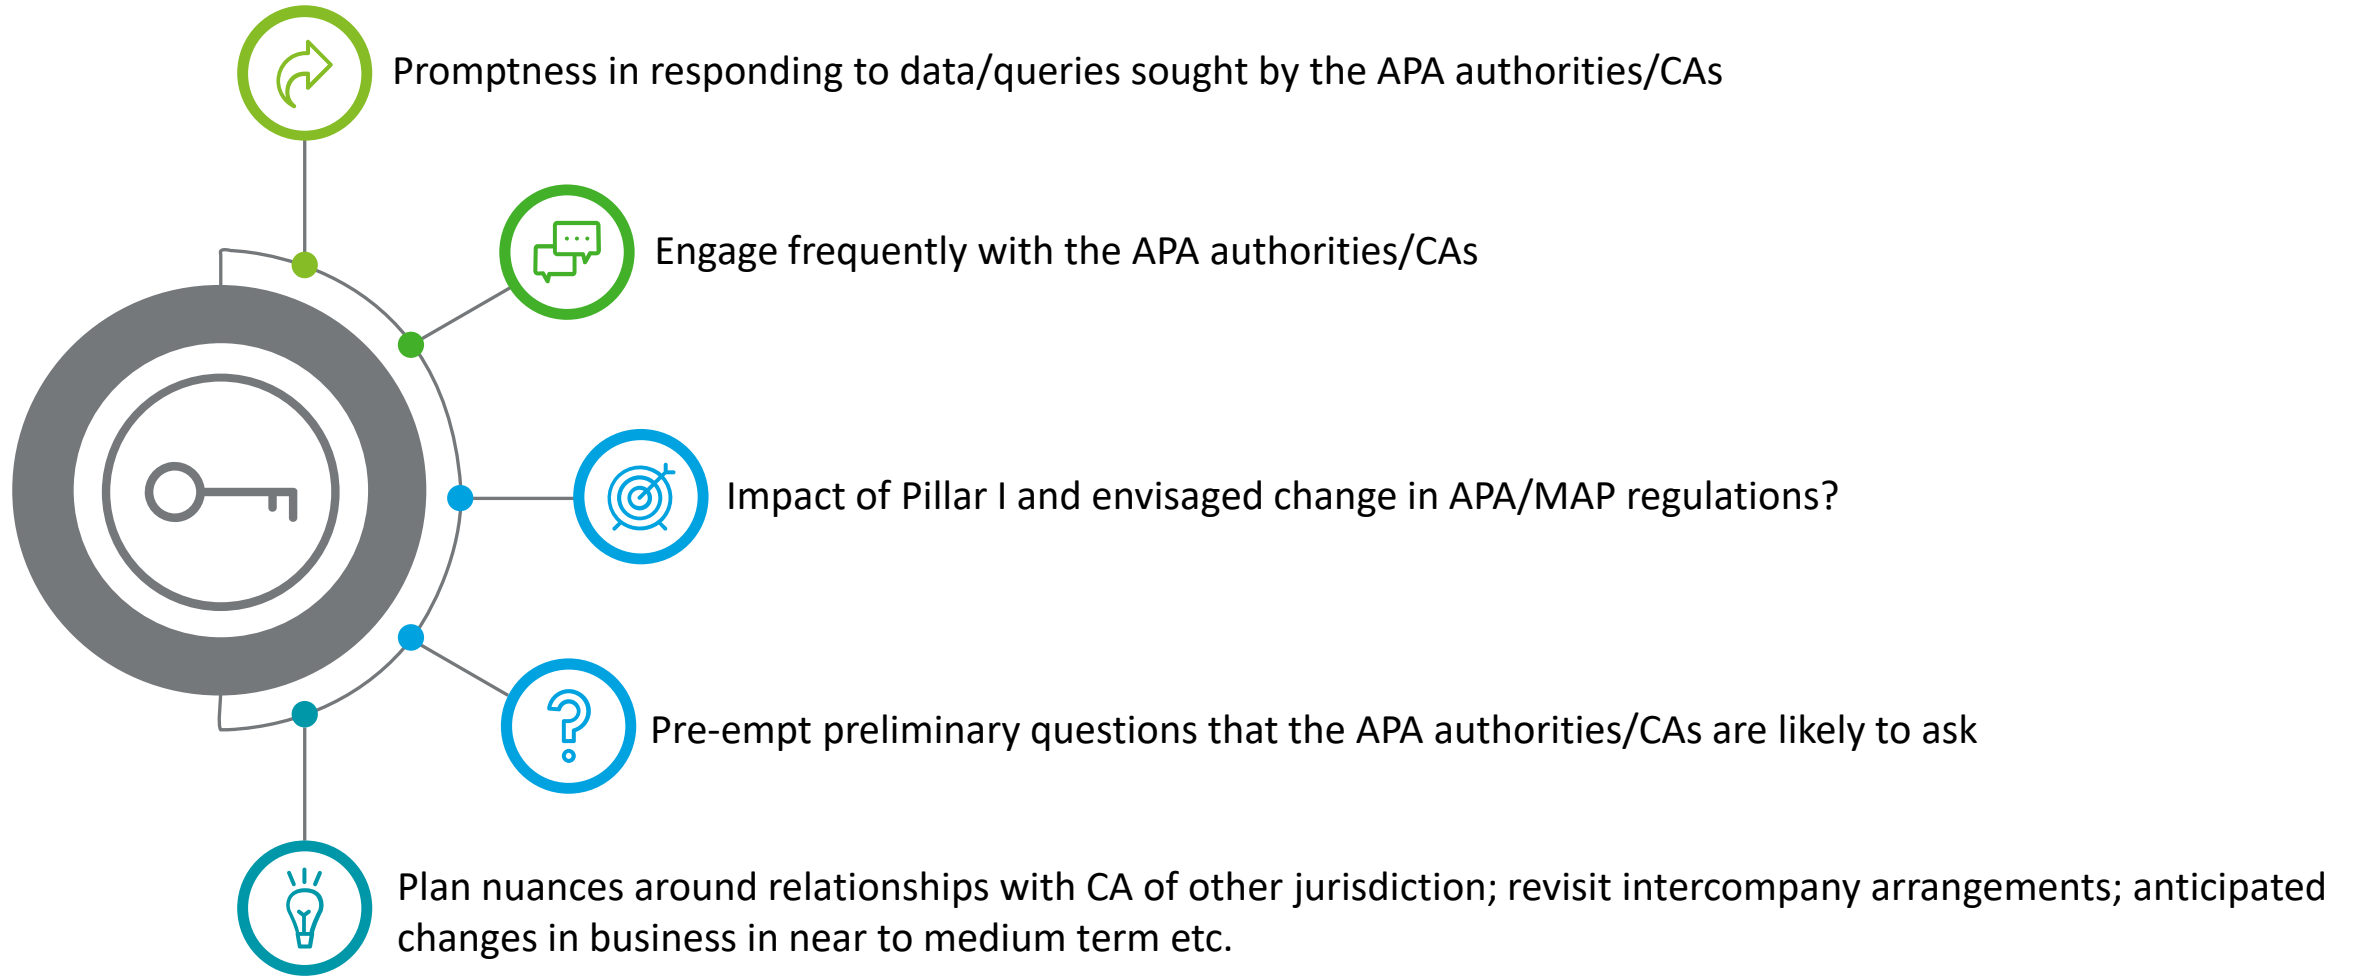 Promptness in responding to data/queries sought by the APA authorities/CAs
Engage frequently with the APA authorities/CAs
Impact of Pillar I and envisaged change in APA/MAP regulations?
Pre-empt preliminary questions that the APA authorities/CAs are likely to ask
Plan nuances around relationships with CA of other jurisdiction; revisit intercompany arrangements; anticipated
changes in business in near to medium term etc.